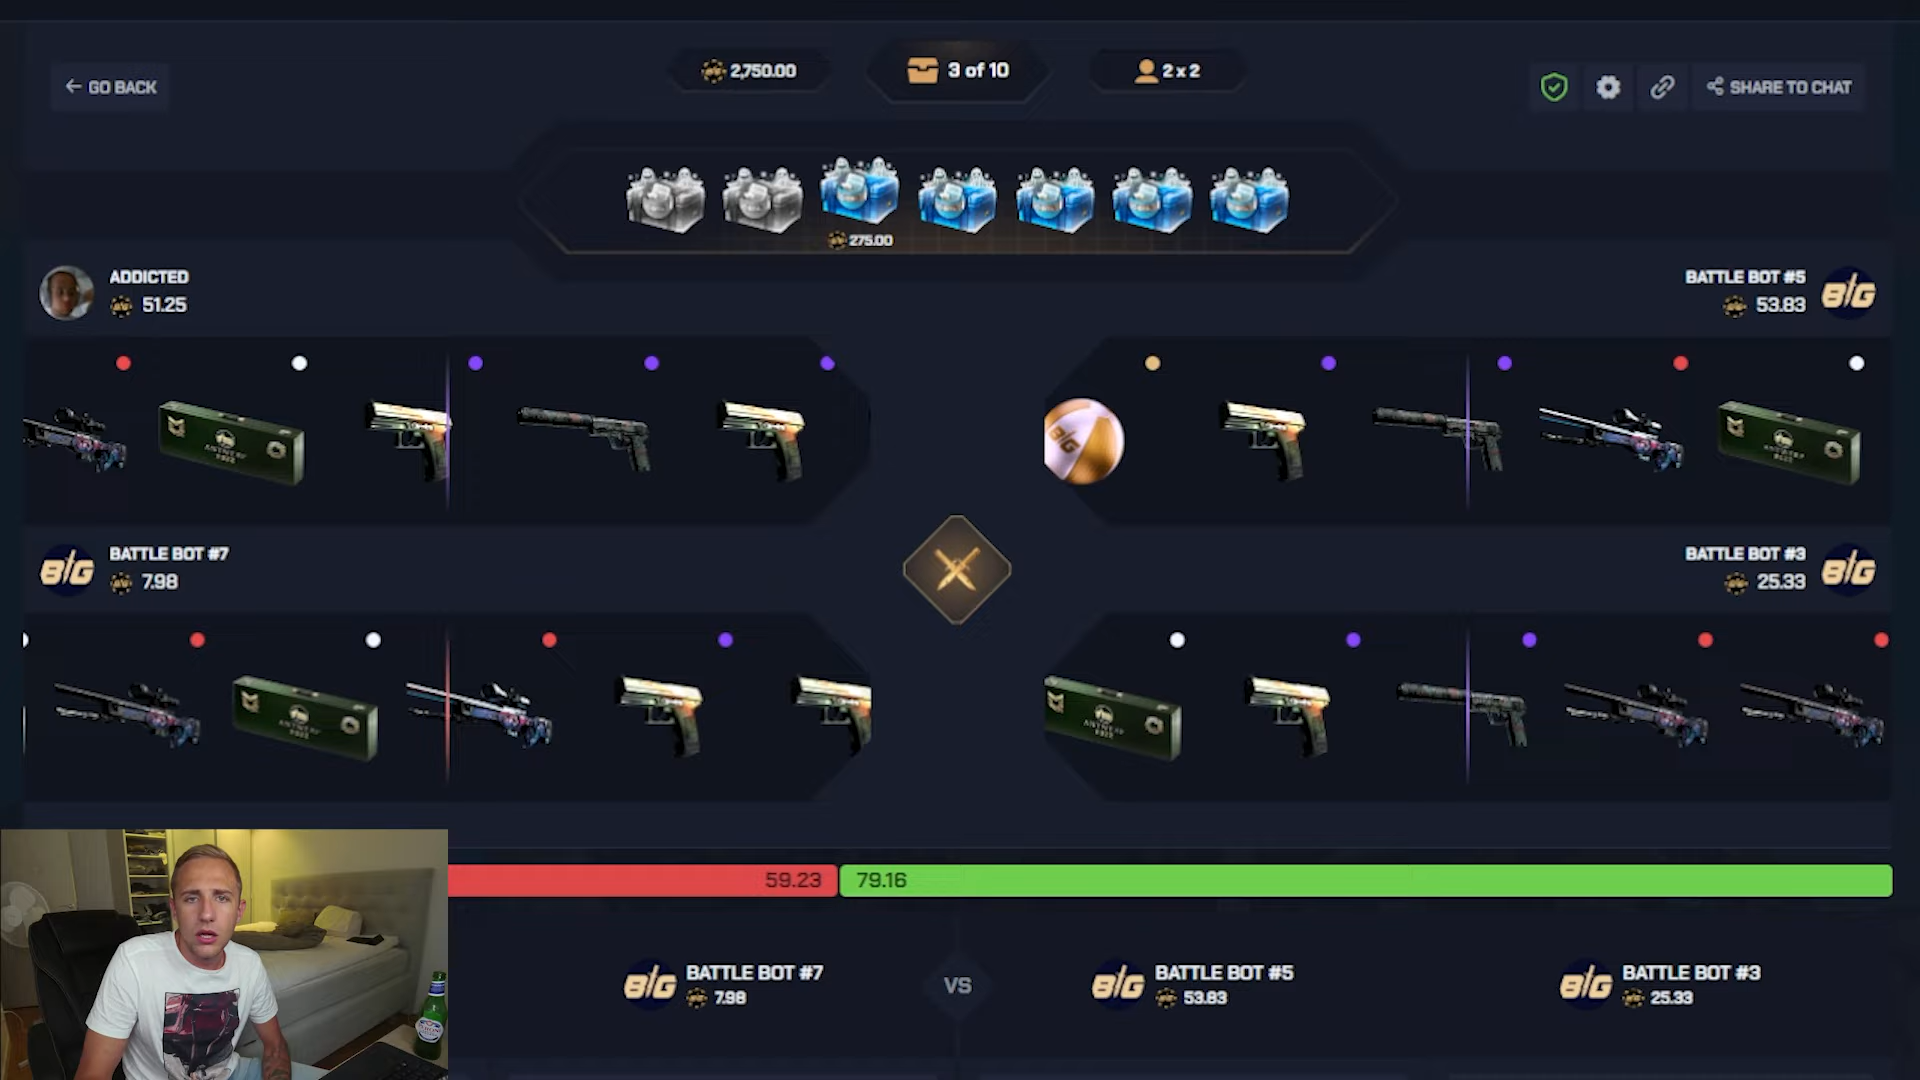 GO BACK
2,750.00
3 of 10
2 x 2
SHARE TO CHAT
275.00
ADDICTED
51.25
BATTLE BOT #5
53.83
B/G
B/G
BATTLE BOT #7
7.98
B/G
BATTLE BOT #3
25.33
B/G
59.23
79.16
B/G
BATTLE BOT #7
7.98
VS
B/G
BATTLE BOT #5
53.83
B/G
BATTLE BOT #3
25.33